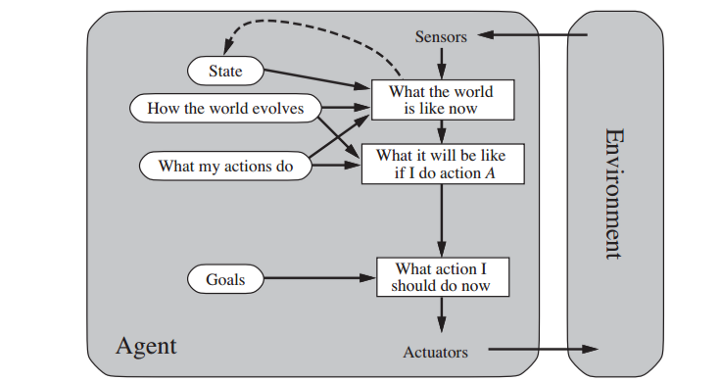 Sensors
State
What the world
is like now
How the world evolves
What it will be like
if I do action A
What my actions do
Environment
What action I
should do now
Goals
Agent
Actuators